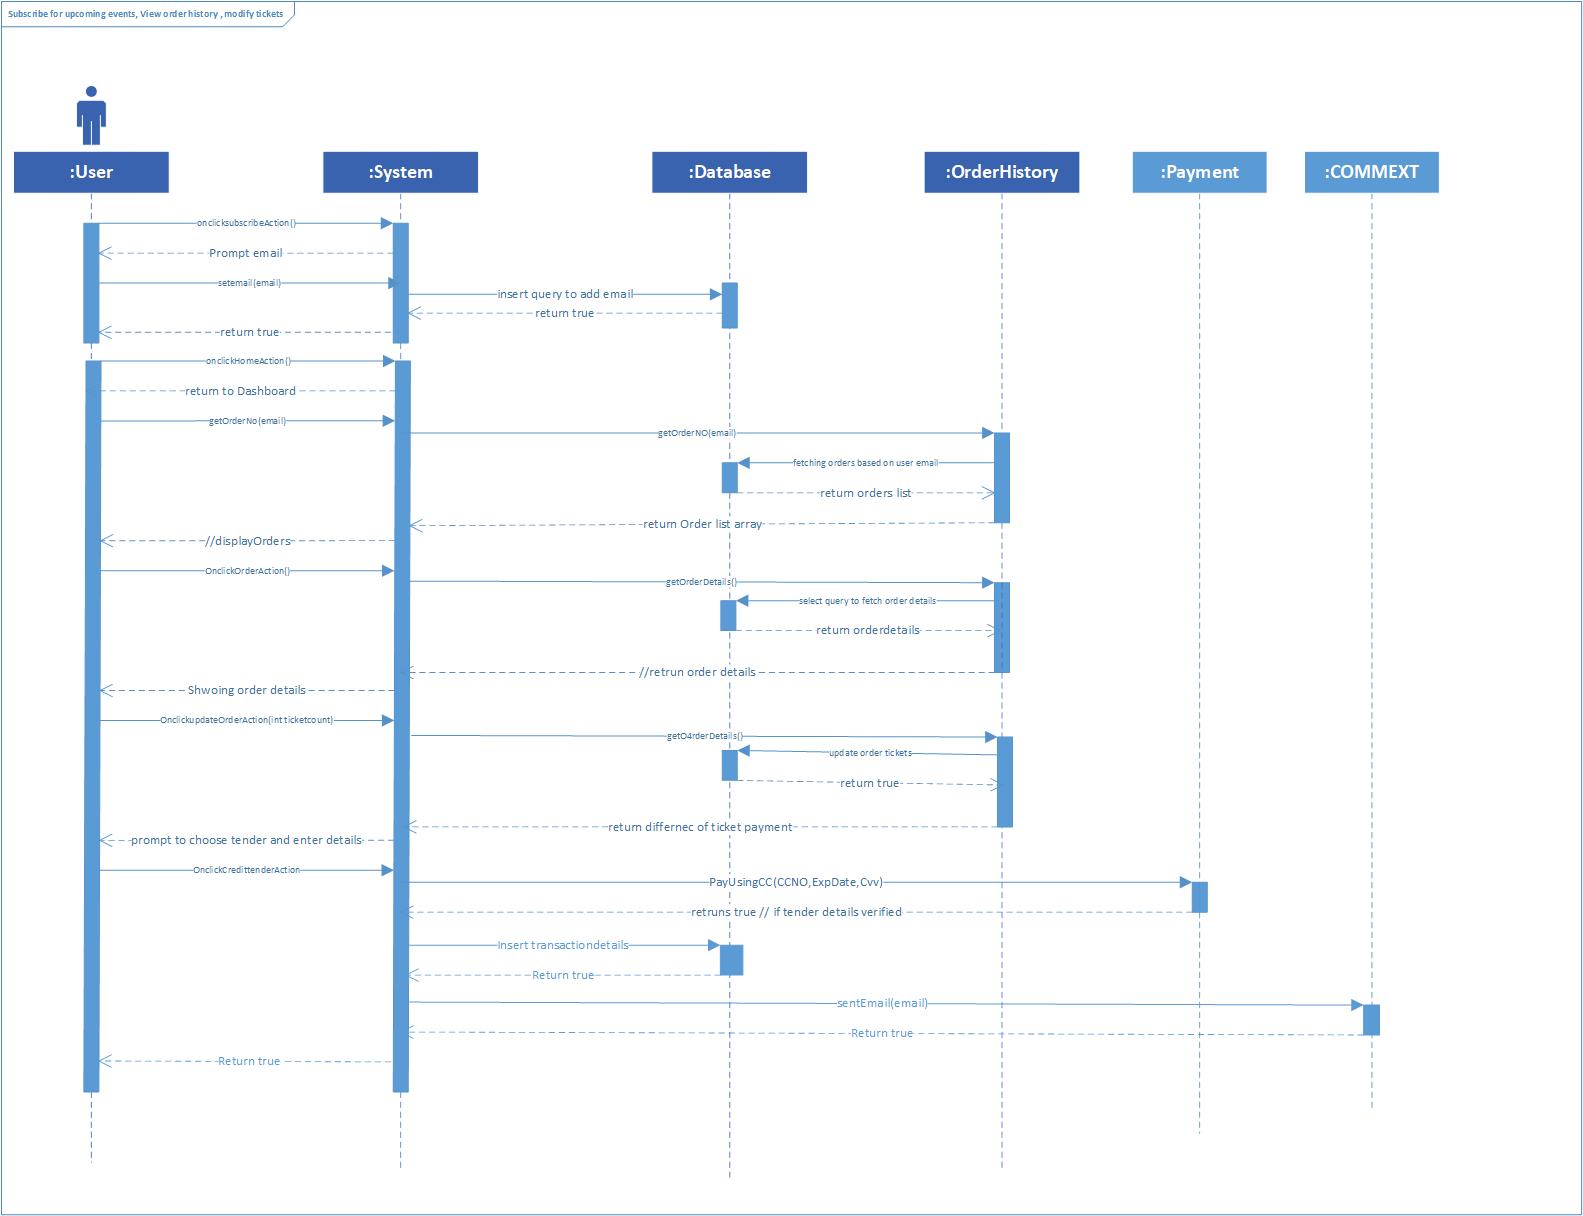 Subscribe for upcoming events, View order history , modify tickets
:User
:System
:Database
:OrderHistory
:Payment
:COMMEXT
onclicksubscribeAction()
Prompt email
setemail(email)
insert query to add email
return true
return true
onclickHomeAction()
return to Dashboard
getOrderNo(email)
getOrderNO(email)
fetching orders based on user email
return orders list
return Order list array
//displayOrders
OnclickOrderAction()
getOrderDetails()
select query to fetch order details
return orderdetails
//retrun order details
Shwoing order details
OnclickupdateOrderAction(int ticketcount)
getO4rderDetails()
update order tickets
return true
return differnec of ticket payment
prompt to choose tender and enter details
OnclickCredittenderAction
PayUsingCC(CCNO,ExpDate,Cvv)
retruns true // if tender details verified
Insert transactiondetails
Return true
sentEmail(email)
Return true
Return true